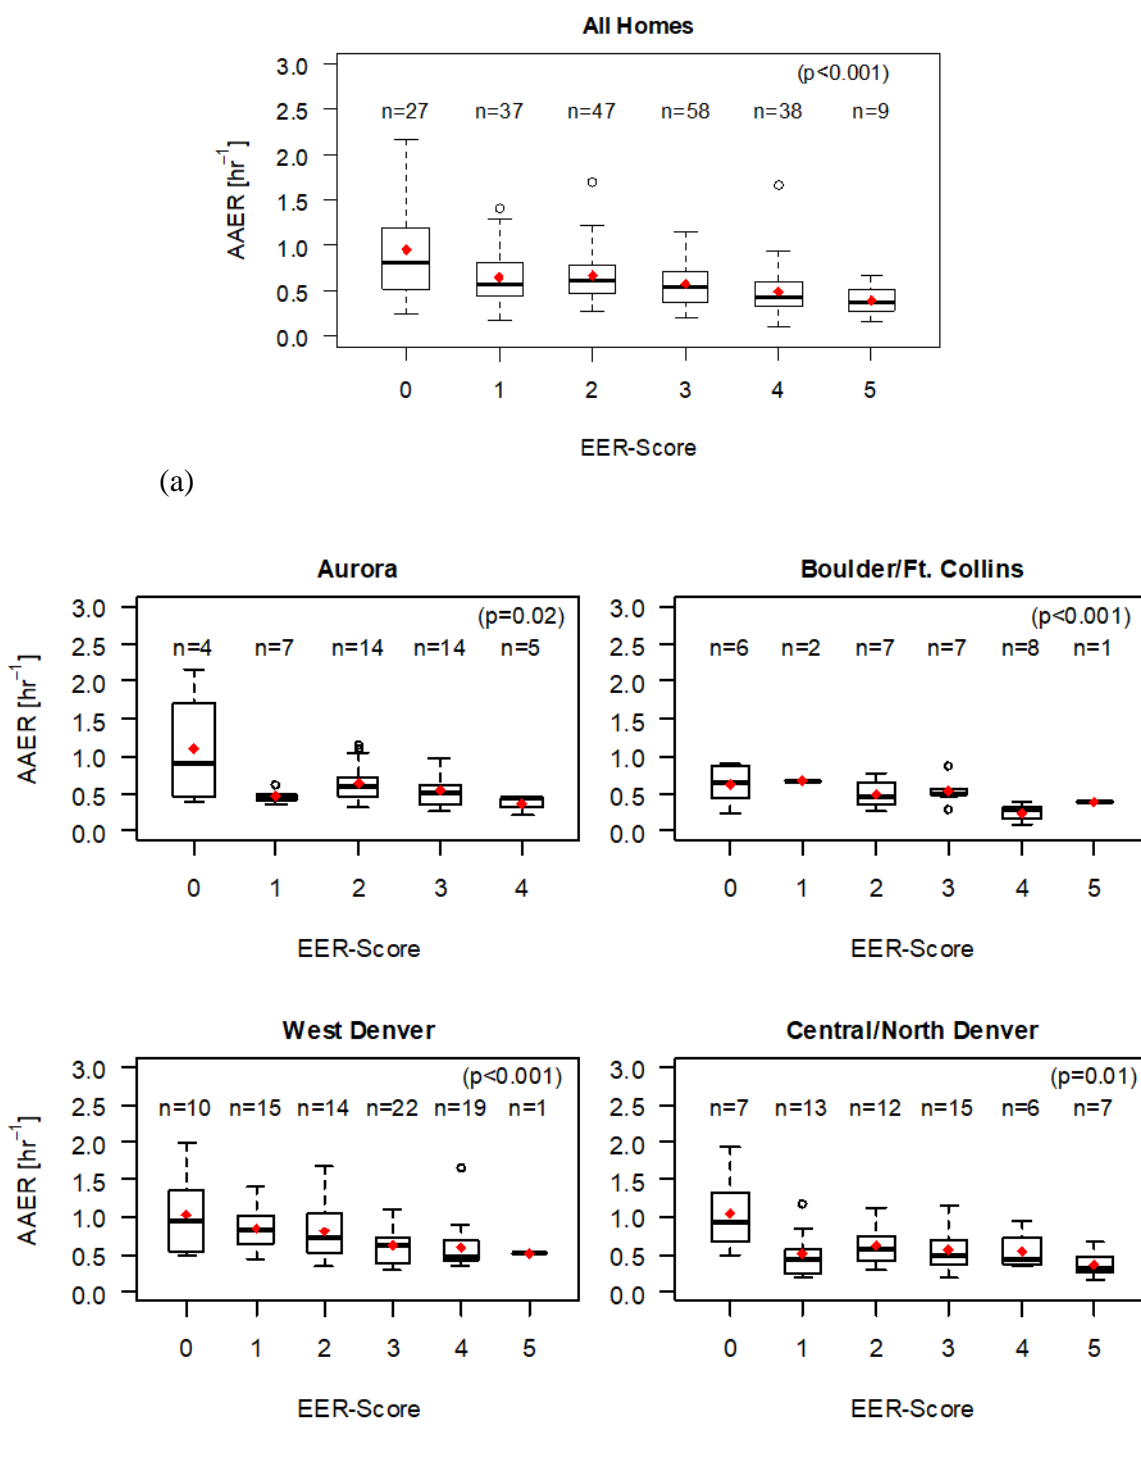 All Homes
(p<0.001)
n=27 n=37 n=47 n=58 n=38 n=9
3.0
2.5
2.0
1.5
1.0
0.5
0.0
AAER [hr⁻¹]
0 1 2 3 4 5
EER-Score
(a)
Aurora
(p=0.02)
n=4 n=7 n=14 n=14 n=5
3.0
2.5
2.0
1.5
1.0
0.5
0.0
AAER [hr⁻¹]
0 1 2 3 4
EER-Score
Boulder/Ft. Collins
(p<0.001)
n=6 n=2 n=7 n=7 n=8 n=1
3.0
2.5
2.0
1.5
1.0
0.5
0.0
0 1 2 3 4 5
EER-Score
West Denver
(p<0.001)
n=10 n=15 n=14 n=22 n=19 n=1
3.0
2.5
2.0
1.5
1.0
0.5
0.0
AAER [hr⁻¹]
0 1 2 3 4 5
EER-Score
Central/North Denver
(p=0.01)
n=7 n=13 n=12 n=15 n=6 n=7
3.0
2.5
2.0
1.5
1.0
0.5
0.0
0 1 2 3 4 5
EER-Score